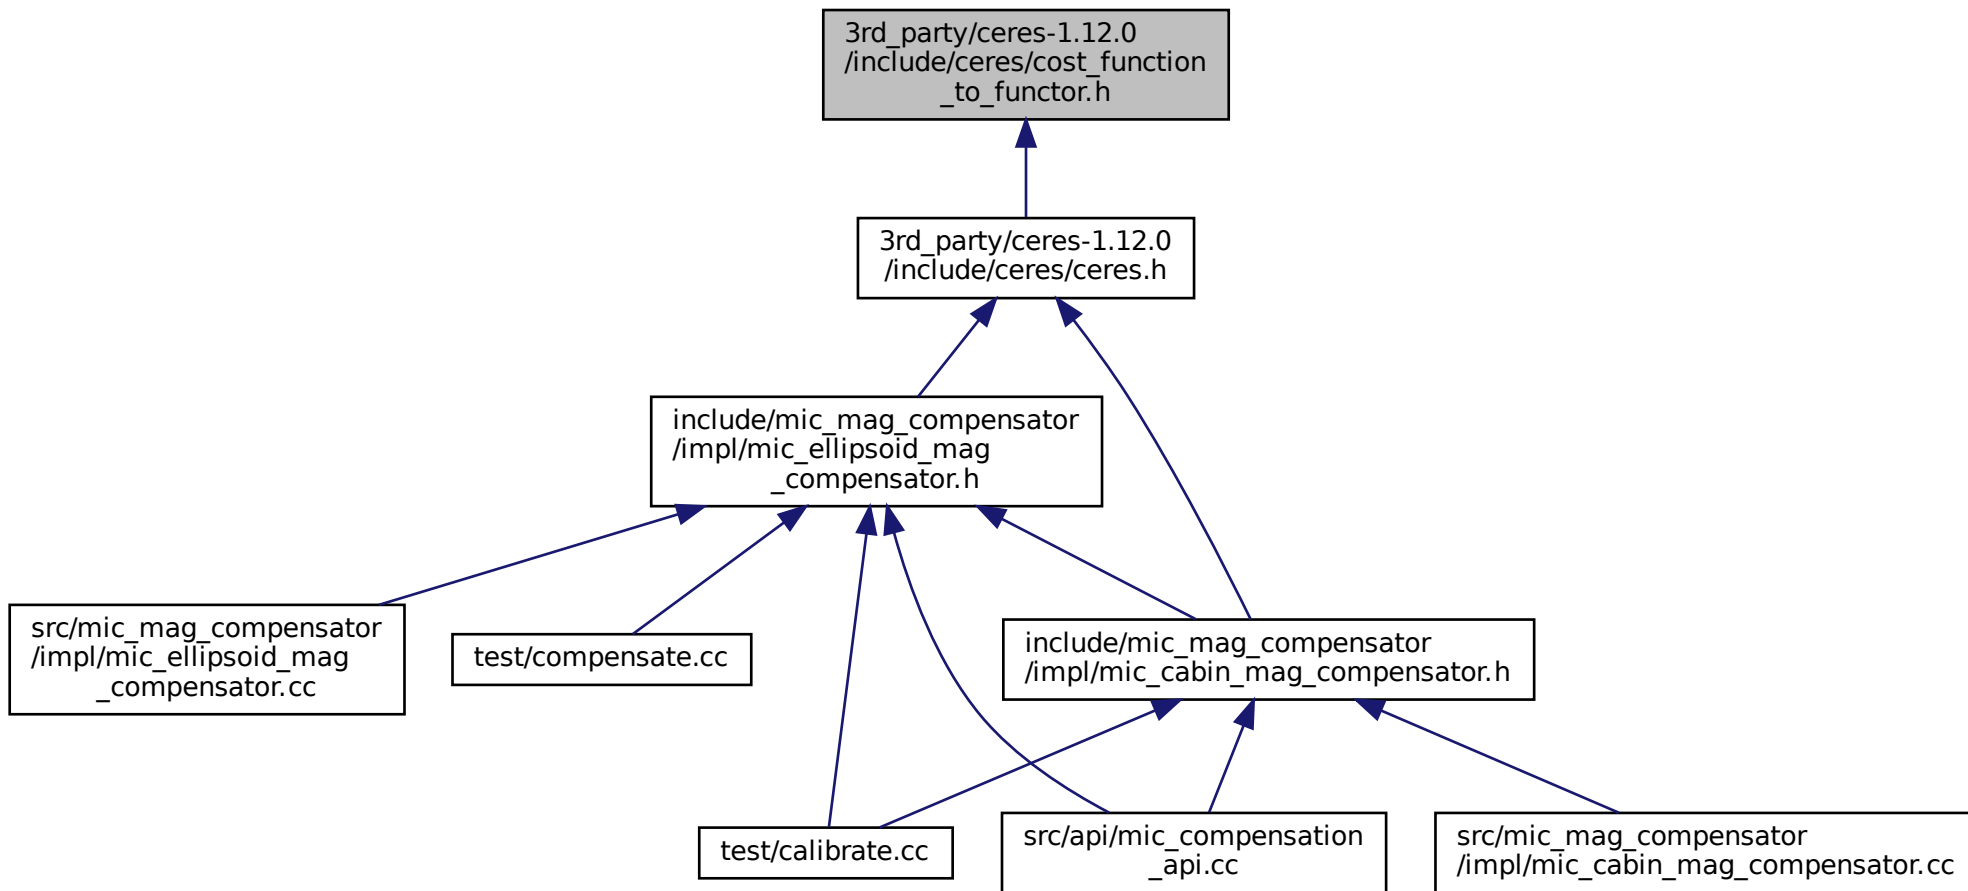 3rd_party/ceres-1.12.0
/include/ceres/cost_function
_to_functor.h
3rd_party/ceres-1.12.0
/include/ceres/ceres.h
include/mic_mag_compensator
/impl/mic_ellipsoid_mag
_compensator.h
src/mic_mag_compensator
/impl/mic_ellipsoid_mag
_compensator.cc
test/compensate.cc
include/mic_mag_compensator
/impl/mic_cabin_mag_compensator.h
test/calibrate.cc
src/api/mic_compensation
_api.cc
src/mic_mag_compensator
/impl/mic_cabin_mag_compensator.cc